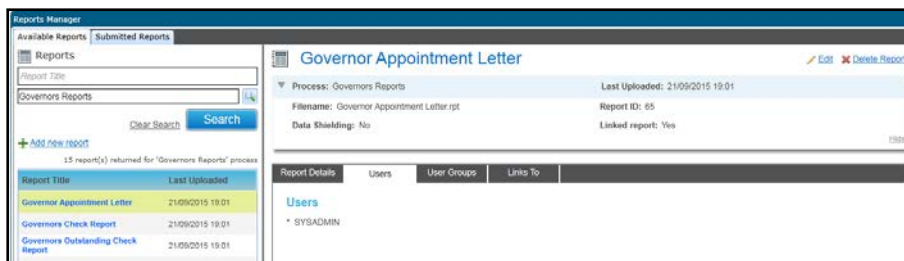 Reports Manager
Available Reports Submitted Reports
Reports
Report Title
Governors Reports
Clear Search Search
Add new report
15 report(s) returned for 'Governors Reports' process
Report Title Last Uploaded
Governor Appointment Letter 21/09/2015 19:01
Governors Check Report 21/09/2015 19:01
Governors Outstanding Check
Report 21/09/2015 19:01
Governor Appointment Letter
Edit Delete Report
Process: Governors Reports Last Uploaded: 21/09/2015 19:01
Filename: Governor Appointment Letter.rpt Report ID: 65
Data Shielding: No Linked report: Yes
Hide
Report Details Users User Groups Links To
Users
* SYSADMIN